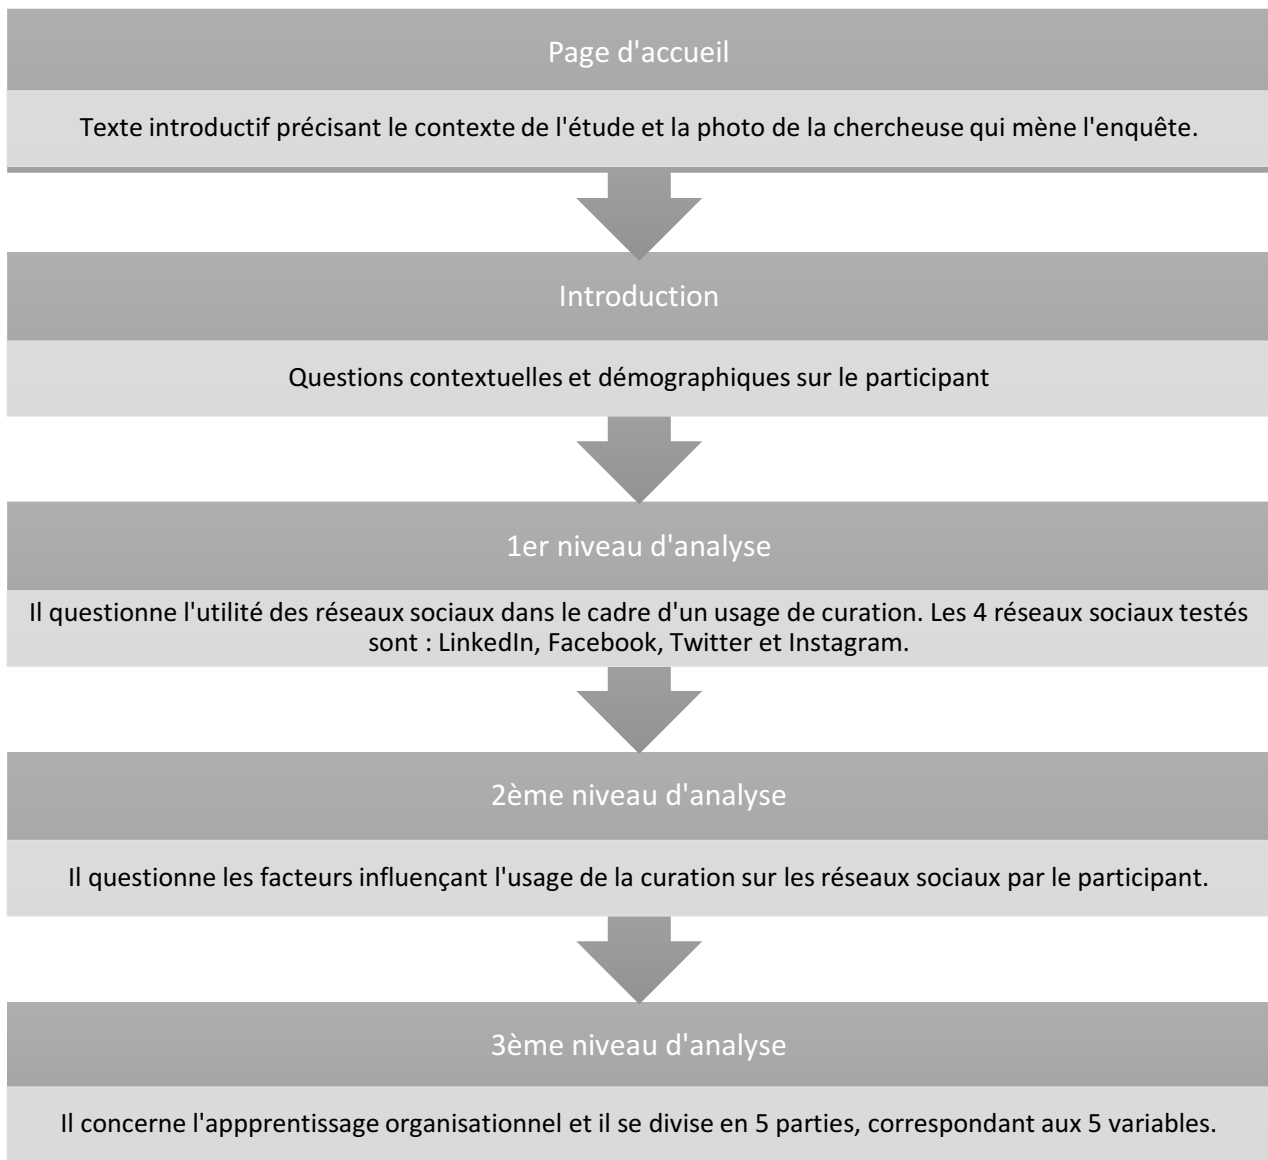 Page d'accueil
Texte introductif précisant le contexte de l'étude et la photo de la chercheuse qui mène l'enquête.
Introduction
Questions contextuelles et démographiques sur le participant
1er niveau d'analyse
Il questionne l'utilité des réseaux sociaux dans le cadre d'un usage de curation. Les 4 réseaux sociaux testés
sont : LinkedIn, Facebook, Twitter et Instagram.
2ème niveau d'analyse
Il questionne les facteurs influençant l'usage de la curation sur les réseaux sociaux par le participant.
3ème niveau d'analyse
Il concerne l'appprentissage organisationnel et il se divise en 5 parties, correspondant aux 5 variables.